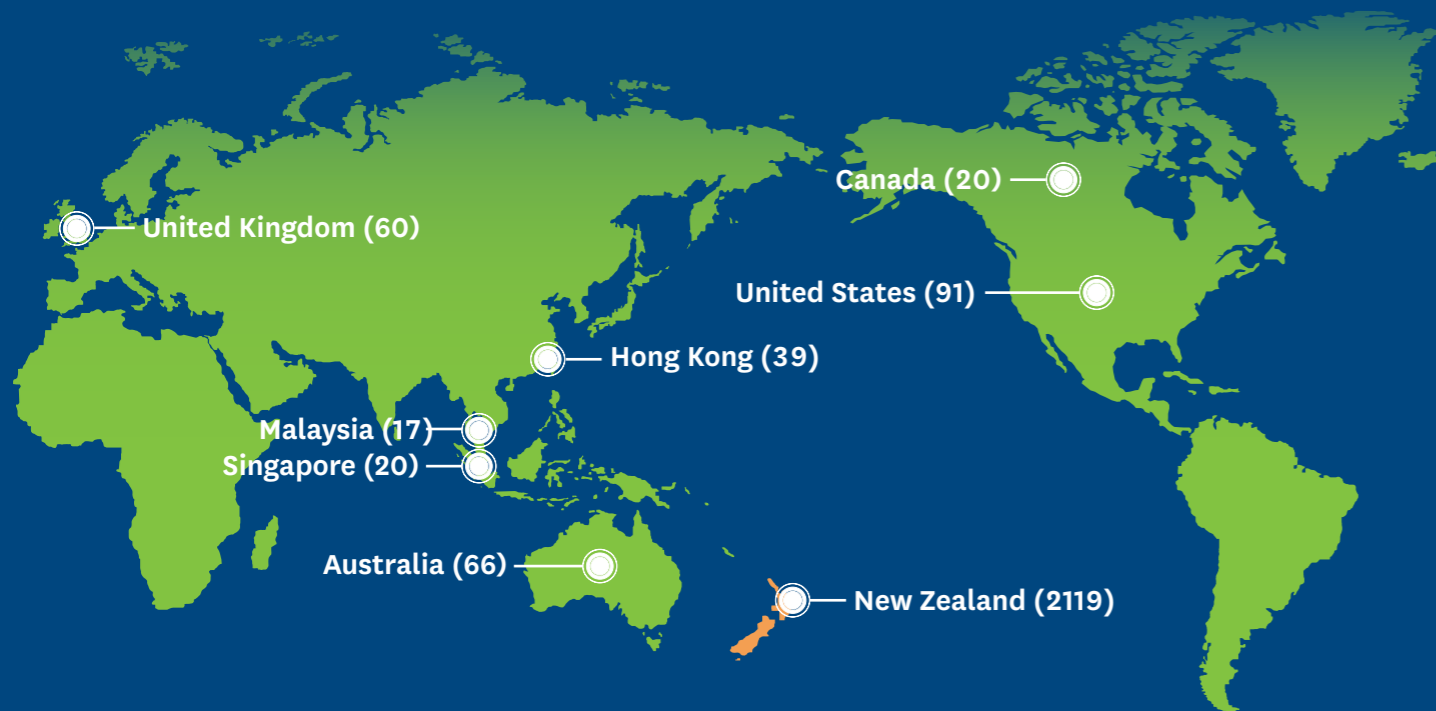 Canada (20)
United Kingdom (60)
United States (91)
Hong Kong (39)
Malaysia (17)
Singapore (20)
Australia (66)
New Zealand (2119)